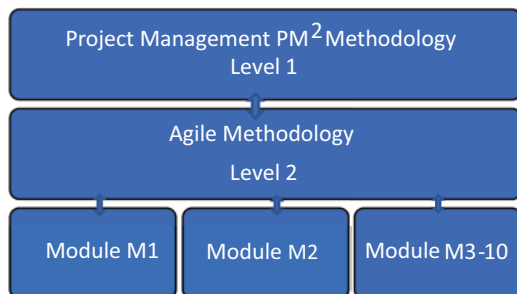 Project Management PM² Methodology
Level 1
Agile Methodology
Level 2
Module M1
Module M2
Module M3-10